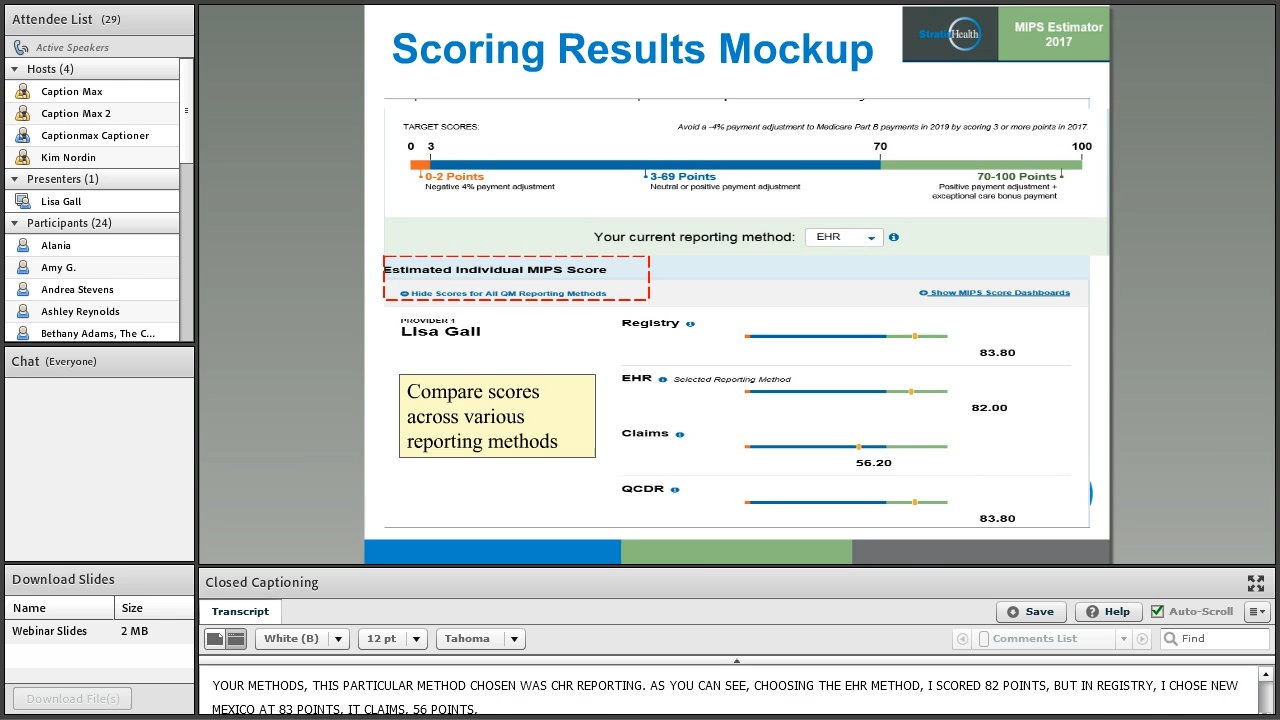 Attendee List (29)
Active Speakers
Hosts (4)
Caption Max
Caption Max 2
Captionmax Captioner
Kim Nordin
Presenters (1)
Lisa Gall
Participants (24)
Alania
Amy G.
Andrea Stevens
Ashley Reynolds
Bethany Adams, The C...
Chat (Everyone)
Download Slides
Name Size
Webinar Slides 2 MB
Download File(s)
Scoring Results Mockup
StratisHealth
MIPS Estimator
2017
TARGET SCORES:
Avoid a -4% payment adjustment to Medicare Part B payments in 2019 by scoring 3 or more points in 2017.
0 3 70 100
0-2 Points
Negative 4% payment adjustment
3-69 Points
Neutral or positive payment adjustment
70-100 Points
Positive payment adjustment +
exceptional care bonus payment
Your current reporting method: EHR
Estimated Individual MIPS Score
Hide Scores for All QM Reporting Methods
Show MIPS Score Dashboards
PROVIDER 1
Lisa Gall
Compare scores
across various
reporting methods
Registry
83.80
EHR Selected Reporting Method
82.00
Claims
56.20
QCDR
83.80
Closed Captioning
Transcript
Save Help Auto-Scroll
White (B) 12 pt Tahoma Comments List Find
YOUR METHODS, THIS PARTICULAR METHOD CHOSEN WAS CHR REPORTING. AS YOU CAN SEE, CHOOSING THE EHR METHOD, I SCORED 82 POINTS, BUT IN REGISTRY, I CHOSE NEW
MEXICO AT 83 POINTS. IT CLAIMS, 56 POINTS.